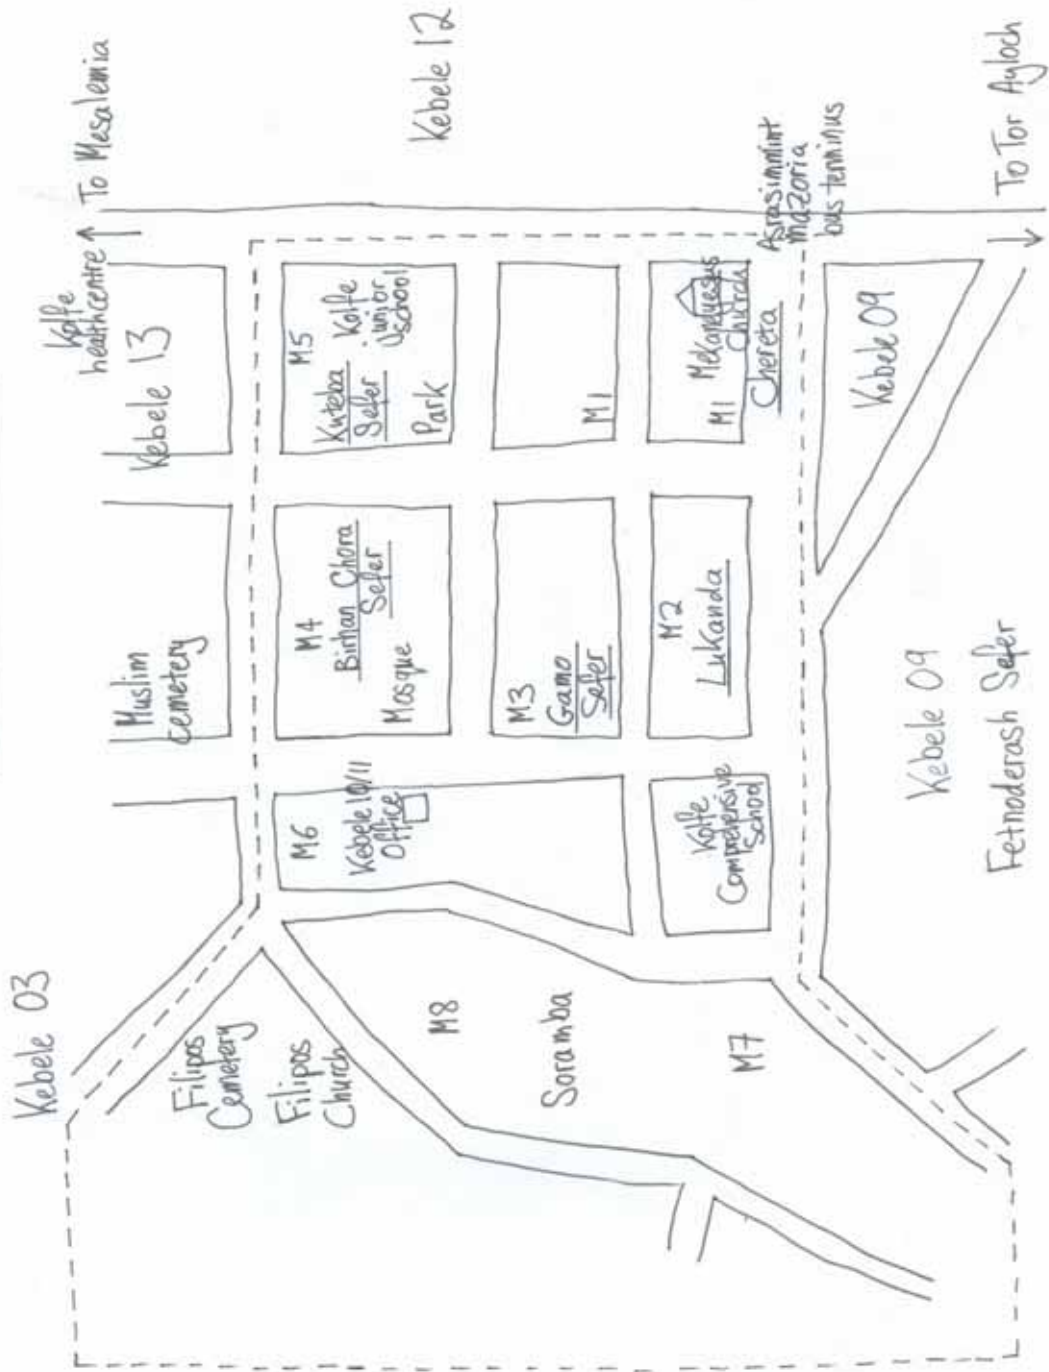 Kebele 03
Muslim
cemetery
Kebele 13
Kolfe
healthcentre
To Mesalemia
Filipos
Cemetery
Filipos
Church
M6
Kebele 10/11
Office
M4
Birhan Chora
Sefer
Mosque
M5
Kuteba
Sefer
Kolfe
junior
school
Park
Kebele 12
M8
Soramba
M7
M3
Gamo
Sefer
M1
Kolfe
Comprehensive
School
M2
Lukanda
M1
Mekaneyesus
Church
Chereta
Asrasimmint
mazoria
bus terminus
Kebele 09
Kebele 09
Fetnoderash Sefer
To Tor Ayloch